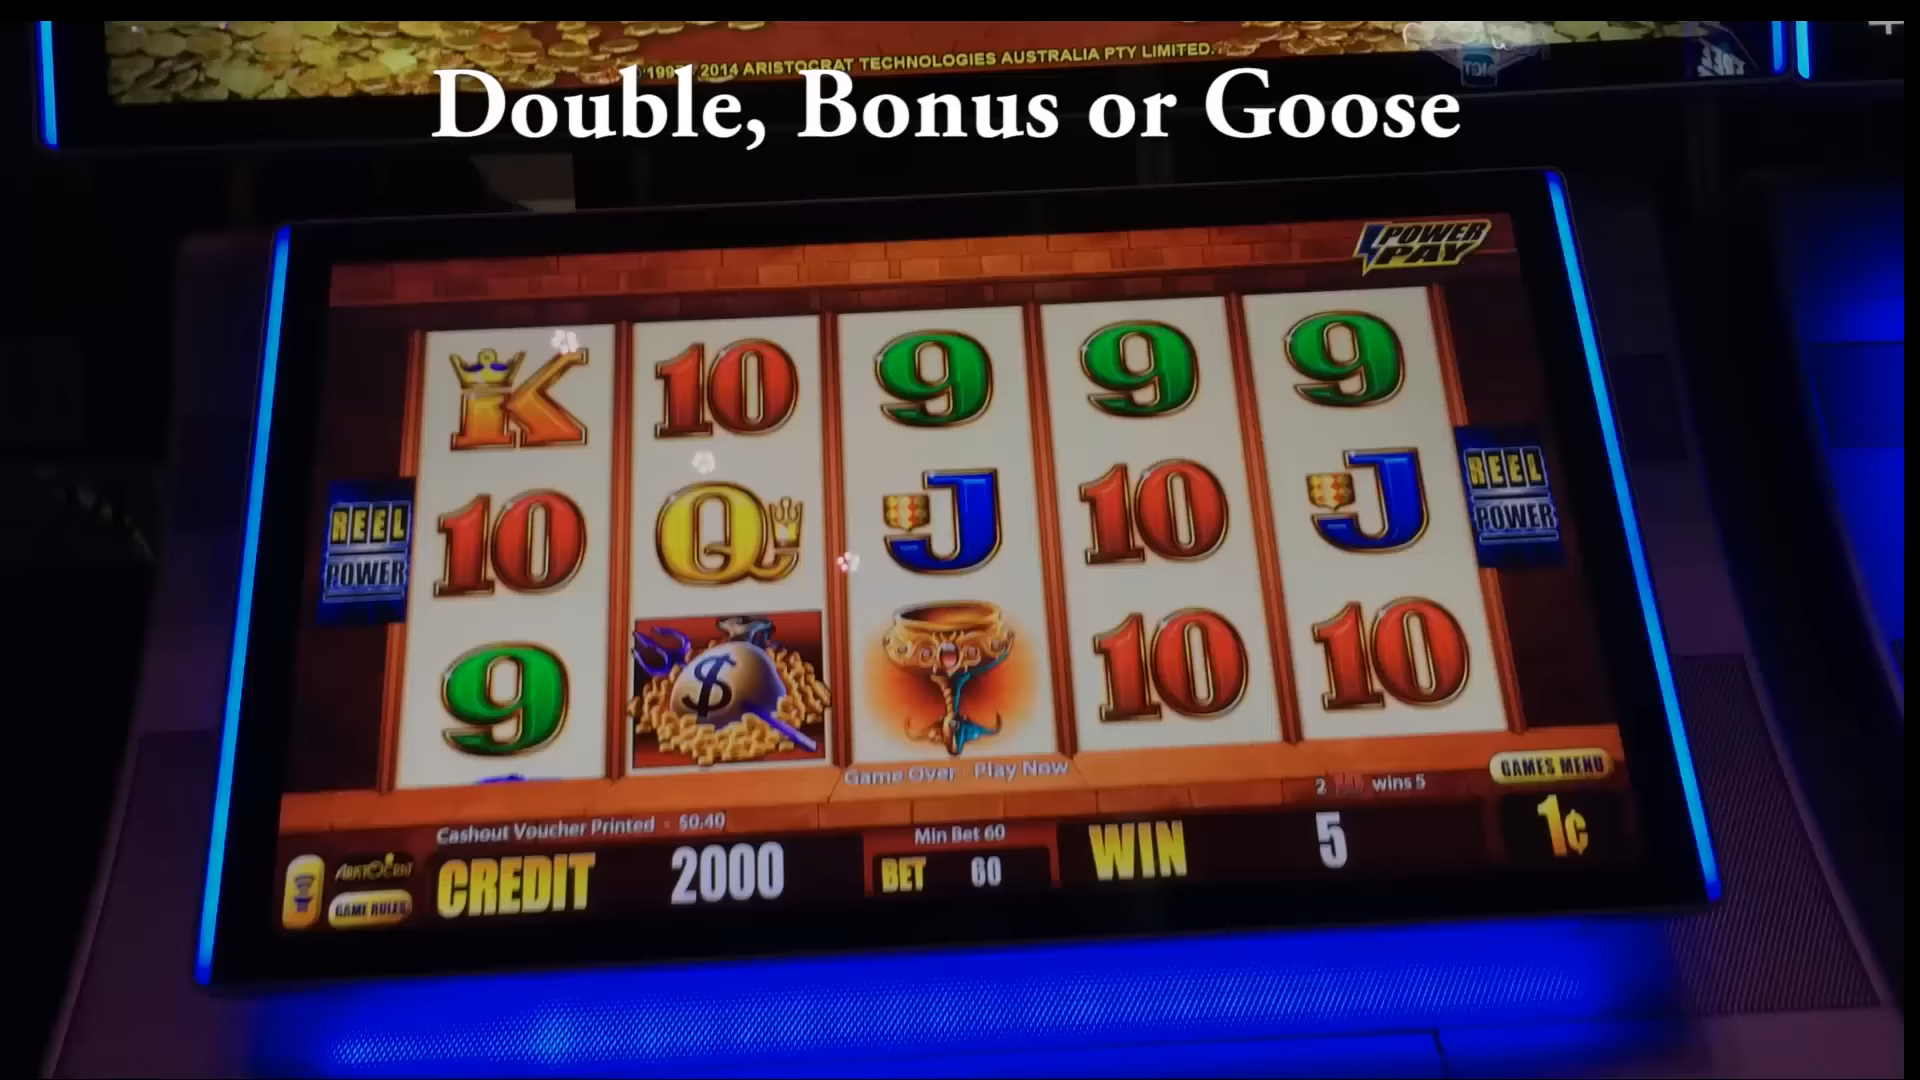 2014 ARISTOCRAT TECHNOLOGIES AUSTRALIA PTY LIMITED.
Double, Bonus or Goose
POWER
PAY
K 10 9 9 9
10 Q J 10 J
9 $ 10 10
REEL
POWER
REEL
POWER
Game Over Play Now
GAMES MENU
2 wins 5
Cashout Voucher Printed - $0.40
Min Bet 60
ARISTOCRAT
GAME RULES
CREDIT 2000
BET 60
WIN 5
1¢